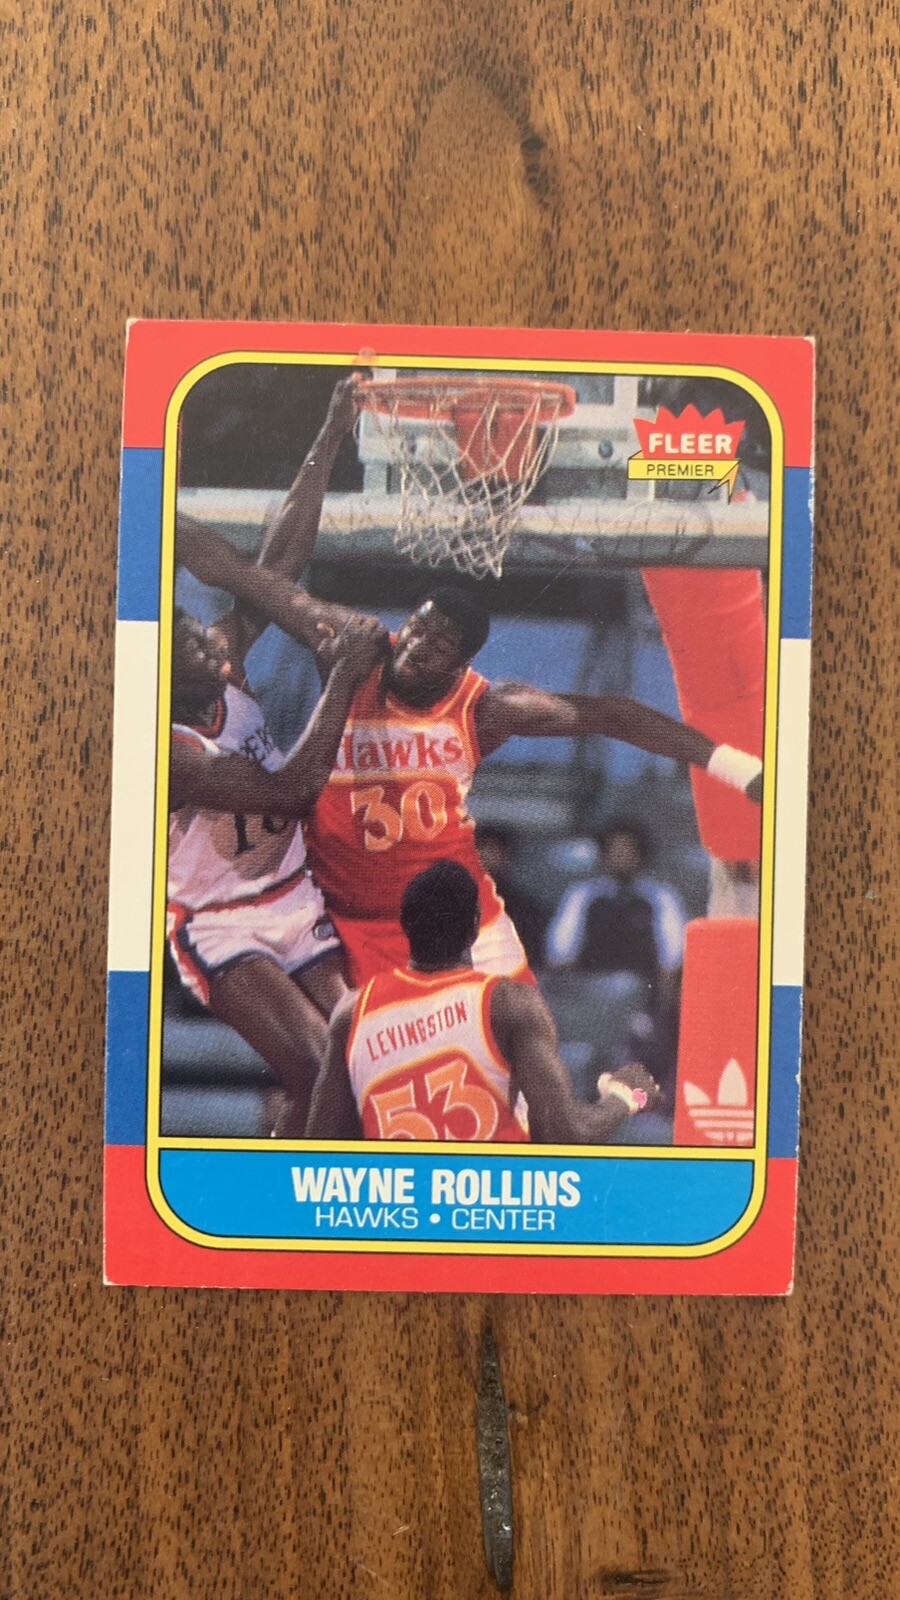 FLEER
PREMIER
Hawks
30
LEVINGSTON
53
WAYNE ROLLINS
HAWKS • CENTER